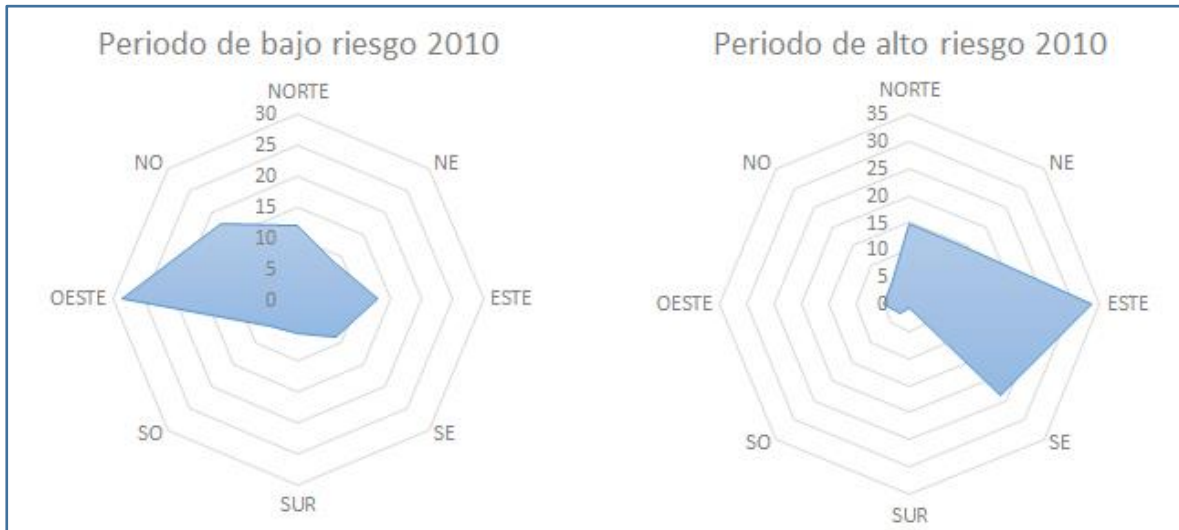 Periodo de bajo riesgo 2010
NORTE
30
25
20
15
10
5
0
NO
NE
OESTE
ESTE
SO
SE
SUR
Periodo de alto riesgo 2010
NORTE
35
30
25
20
15
10
5
0
NO
NE
OESTE
ESTE
SO
SE
SUR